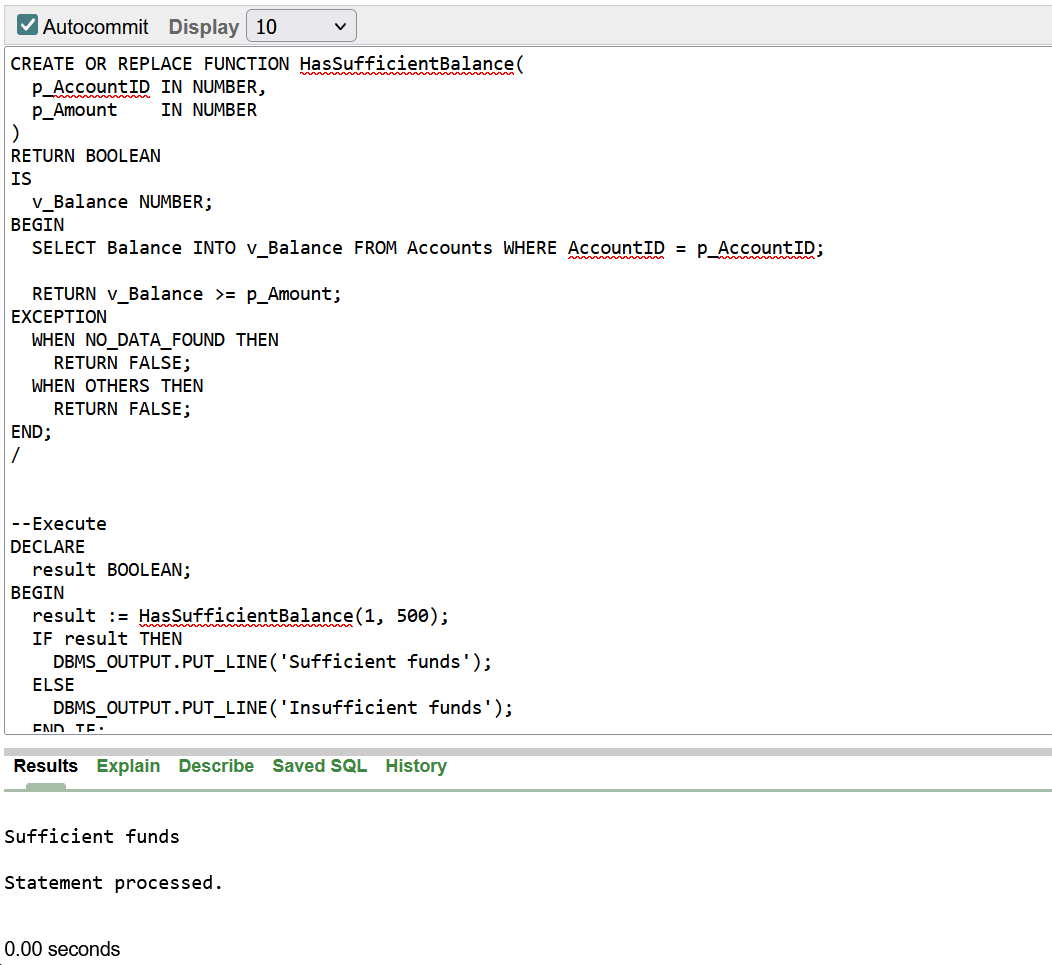 Autocommit Display 10
CREATE OR REPLACE FUNCTION HasSufficientBalance(
  p_AccountID IN NUMBER,
  p_Amount    IN NUMBER
)
RETURN BOOLEAN
IS
  v_Balance NUMBER;
BEGIN
  SELECT Balance INTO v_Balance FROM Accounts WHERE AccountID = p_AccountID;

  RETURN v_Balance >= p_Amount;
EXCEPTION
  WHEN NO_DATA_FOUND THEN
    RETURN FALSE;
  WHEN OTHERS THEN
    RETURN FALSE;
END;
/

--Execute
DECLARE
  result BOOLEAN;
BEGIN
  result := HasSufficientBalance(1, 500);
  IF result THEN
    DBMS_OUTPUT.PUT_LINE('Sufficient funds');
  ELSE
    DBMS_OUTPUT.PUT_LINE('Insufficient funds');
  END IF;
Results Explain Describe Saved SQL History
Sufficient funds
Statement processed.
0.00 seconds